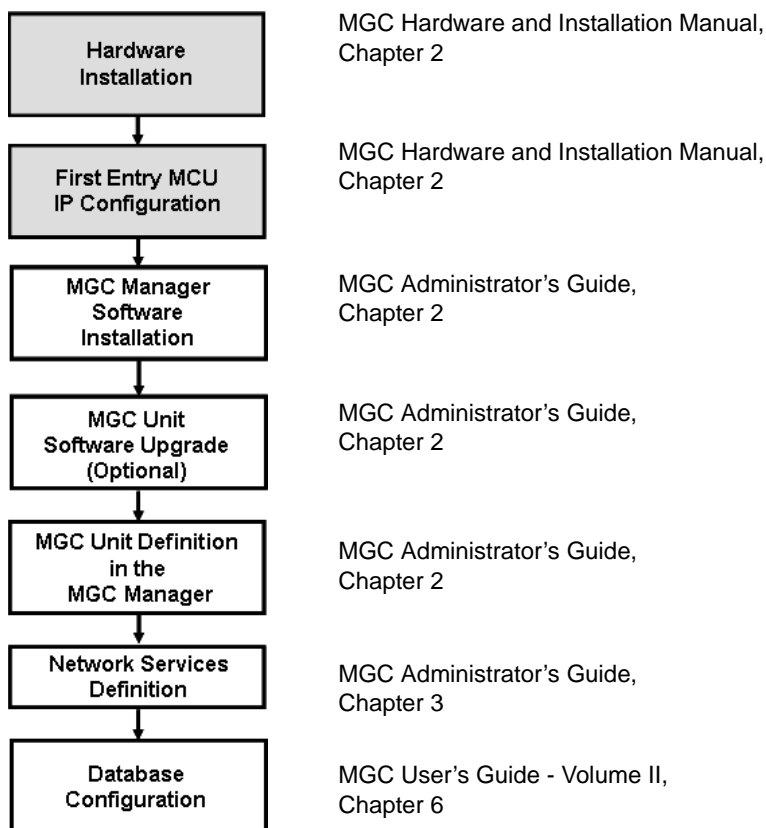 Hardware
Installation
MGC Hardware and Installation Manual,
Chapter 2
First Entry MCU
IP Configuration
MGC Hardware and Installation Manual,
Chapter 2
MGC Manager
Software
Installation
MGC Administrator’s Guide,
Chapter 2
MGC Unit
Software Upgrade
(Optional)
MGC Administrator’s Guide,
Chapter 2
MGC Unit Definition
in the
MGC Manager
MGC Administrator’s Guide,
Chapter 2
Network Services
Definition
MGC Administrator’s Guide,
Chapter 3
Database
Configuration
MGC User’s Guide - Volume II,
Chapter 6